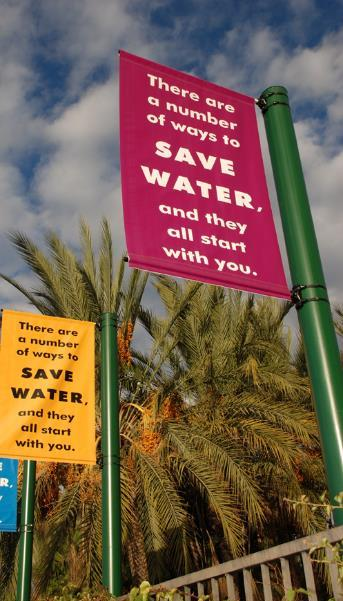 There are
a number
of ways to
SAVE
WATER,
and they
all start
with you.
There are
a number
of ways to
SAVE
WATER,
and they
all start
with you.